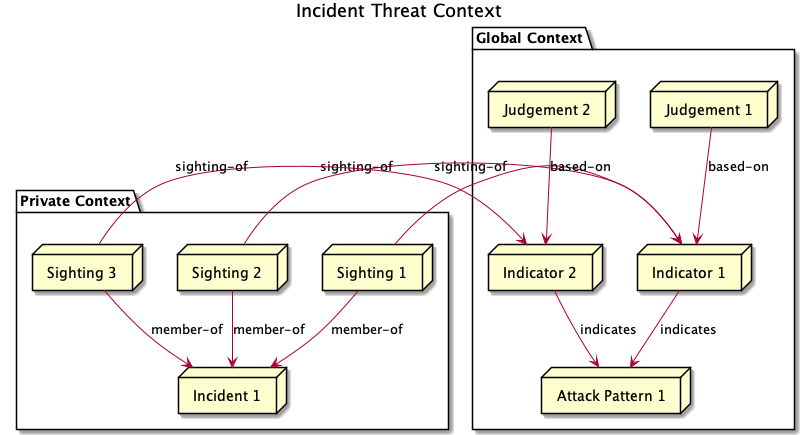 Incident Threat Context
Global Context
Judgement 2
Judgement 1
sighting-of
sighting-of
sighting-of
based-on
based-on
Private Context
Sighting 3
Sighting 2
Sighting 1
Indicator 2
Indicator 1
member-of
member-of
member-of
indicates
indicates
Incident 1
Attack Pattern 1